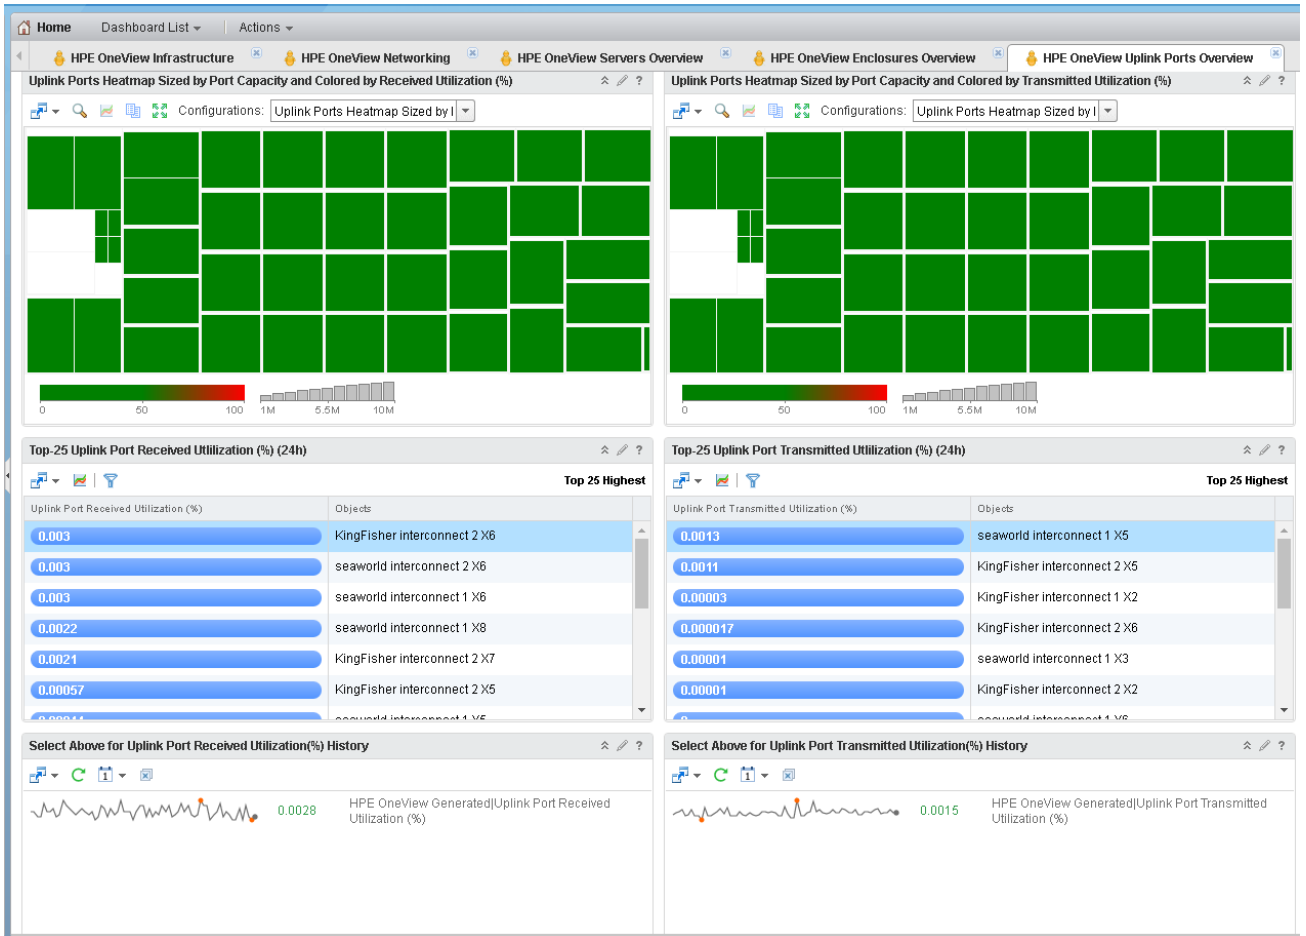 Home Dashboard List Actions
HPE OneView Infrastructure HPE OneView Networking HPE OneView Servers Overview HPE OneView Enclosures Overview HPE OneView Uplink Ports Overview
Uplink Ports Heatmap Sized by Port Capacity and Colored by Received Utilization (%) ?
Configurations: Uplink Ports Heatmap Sized by I
0 50 100 1M 5.5M 10M
Uplink Ports Heatmap Sized by Port Capacity and Colored by Transmitted Utilization (%) ?
Configurations: Uplink Ports Heatmap Sized by I
0 50 100 1M 5.5M 10M
Top-25 Uplink Port Received Utlilization (%) (24h) ?
Top 25 Highest
Uplink Port Received Utilization (%) Objects
0.003 KingFisher interconnect 2 X6
0.003 seaworld interconnect 2 X6
0.003 seaworld interconnect 1 X6
0.0022 seaworld interconnect 1 X8
0.0021 KingFisher interconnect 2 X7
0.00057 KingFisher interconnect 2 X5
Top-25 Uplink Port Transmitted Utlilization (%) (24h) ?
Top 25 Highest
Uplink Port Transmitted Utilization (%) Objects
0.0013 seaworld interconnect 1 X5
0.0011 KingFisher interconnect 2 X5
0.00003 KingFisher interconnect 1 X2
0.000017 KingFisher interconnect 2 X6
0.00001 seaworld interconnect 1 X3
0.00001 KingFisher interconnect 2 X2
Select Above for Uplink Port Received Utilization(%) History ?
1
0.0028 HPE OneView Generated|Uplink Port Received
Utilization (%)
Select Above for Uplink Port Transmitted Utilization(%) History ?
1
0.0015 HPE OneView Generated|Uplink Port Transmitted
Utilization (%)